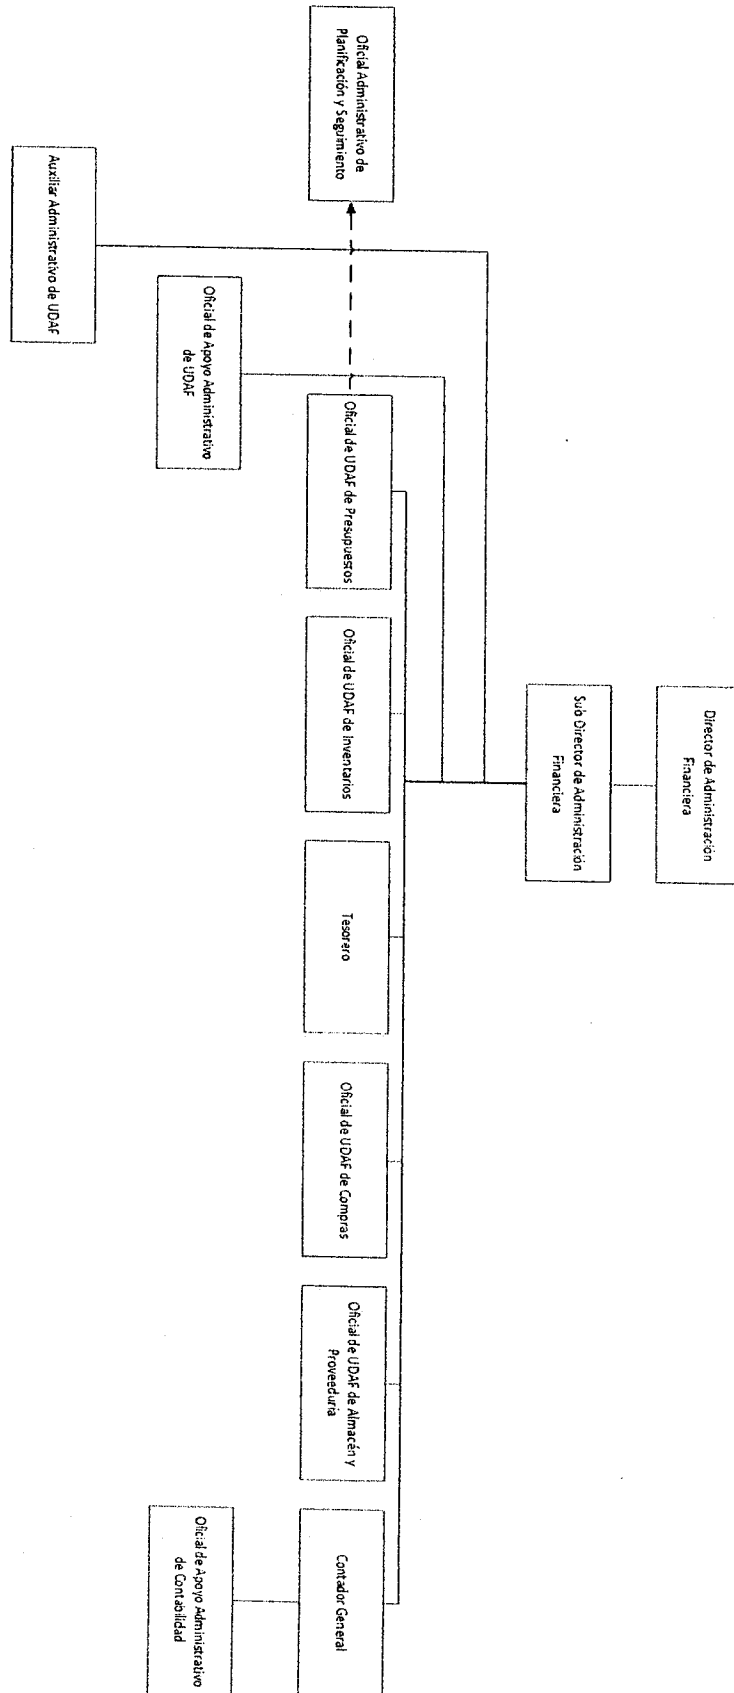 Director de Administración
Financiera
Sub Director de Administración
Financiera
Oficial Administrativo de
Planificación y Seguimiento
Oficial de UDAF de Presupuestos
Oficial de UDAF de Inventarios
Tesorero
Oficial de UDAF de Compras
Oficial de UDAF de Almacén y
Proveeduría
Contador General
Oficial de Apoyo Administrativo
de UDAF
Oficial de Apoyo Administrativo
de Contabilidad
Auxiliar Administrativo de UDAF